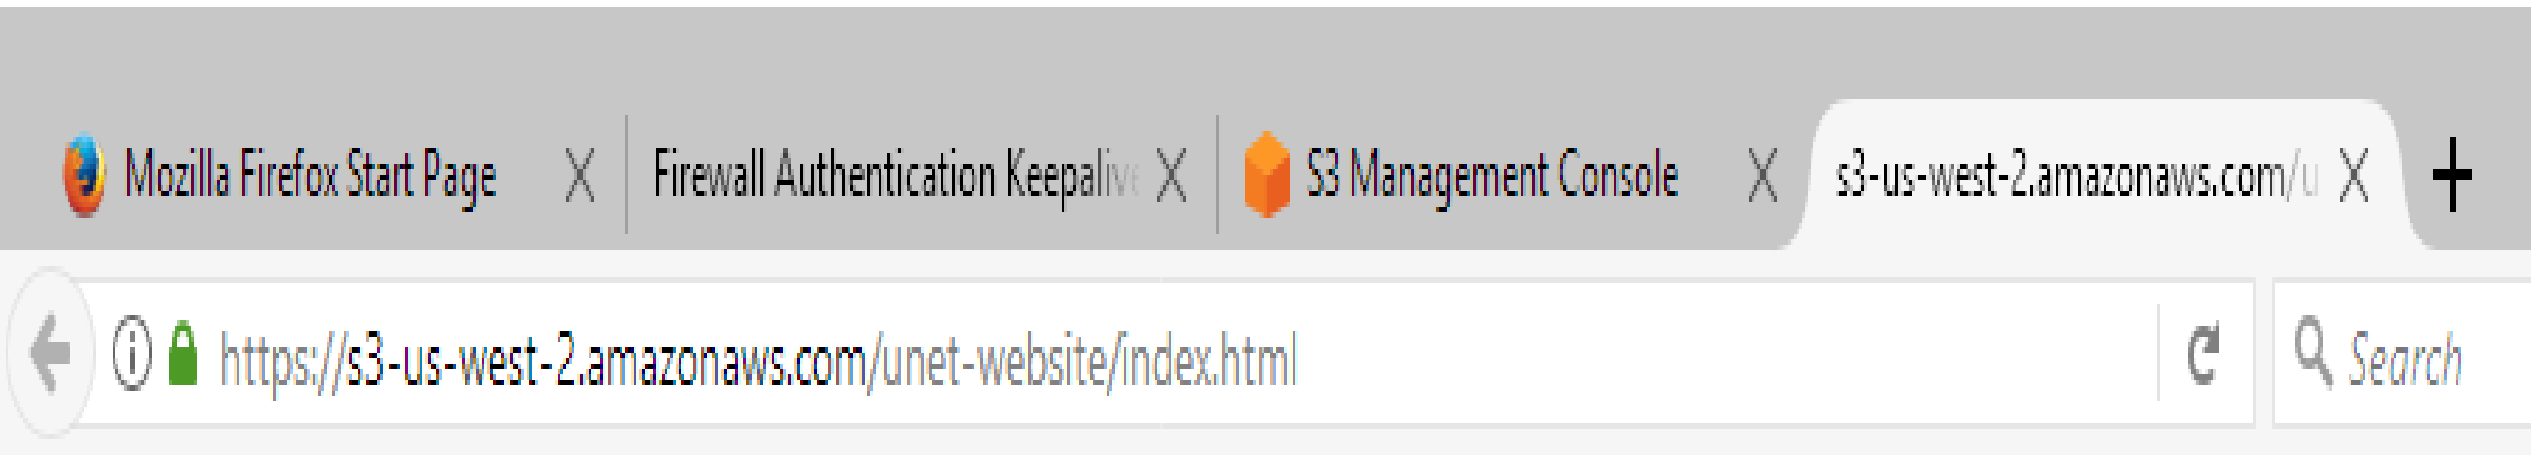 Mozilla Firefox Start Page Firewall Authentication Keepalive S3 Management Console s3-us-west-2.amazonaws.com/u
https://s3-us-west-2.amazonaws.com/unet-website/index.html Search